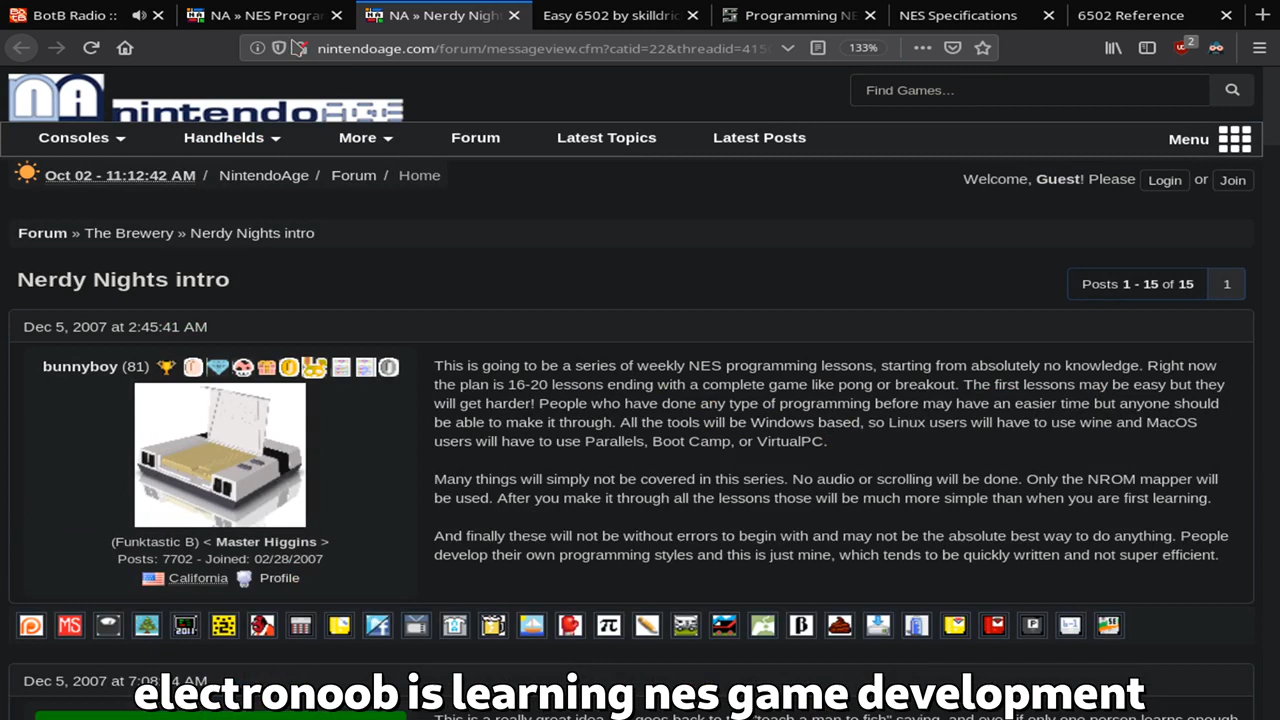 BotB Radio ::
NA » NES Progra
NA » Nerdy Nigh
Easy 6502 by skilldric
Programming NE
NES Specifications
6502 Reference
nintendoage.com/forum/messageview.cfm?catid=22&threadid=415
133%
2
na nintendoAGE
Find Games...
Consoles
Handhelds
More
Forum
Latest Topics
Latest Posts
Menu
Oct 02 - 11:12:42 AM / NintendoAge / Forum / Home
Welcome, Guest! Please Login or Join
Forum » The Brewery » Nerdy Nights intro
Nerdy Nights intro
Posts 1 - 15 of 15 1
Dec 5, 2007 at 2:45:41 AM
bunnyboy (81)
(Funktastic B) < Master Higgins >
Posts: 7702 - Joined: 02/28/2007
California Profile
This is going to be a series of weekly NES programming lessons, starting from absolutely no knowledge. Right now
the plan is 16-20 lessons ending with a complete game like pong or breakout. The first lessons may be easy but they
will get harder! People who have done any type of programming before may have an easier time but anyone should
be able to make it through. All the tools will be Windows based, so Linux users will have to use wine and MacOS
users will have to use Parallels, Boot Camp, or VirtualPC.
Many things will simply not be covered in this series. No audio or scrolling will be done. Only the NROM mapper will
be used. After you make it through all the lessons those will be much more simple than when you are first learning.
And finally these will not be without errors to begin with and may not be the absolute best way to do anything. People
develop their own programming styles and this is just mine, which tends to be quickly written and not super efficient.
MS
2011
π
β
P
Dec 5, 2007 at 7:08
electronoob is learning nes game development